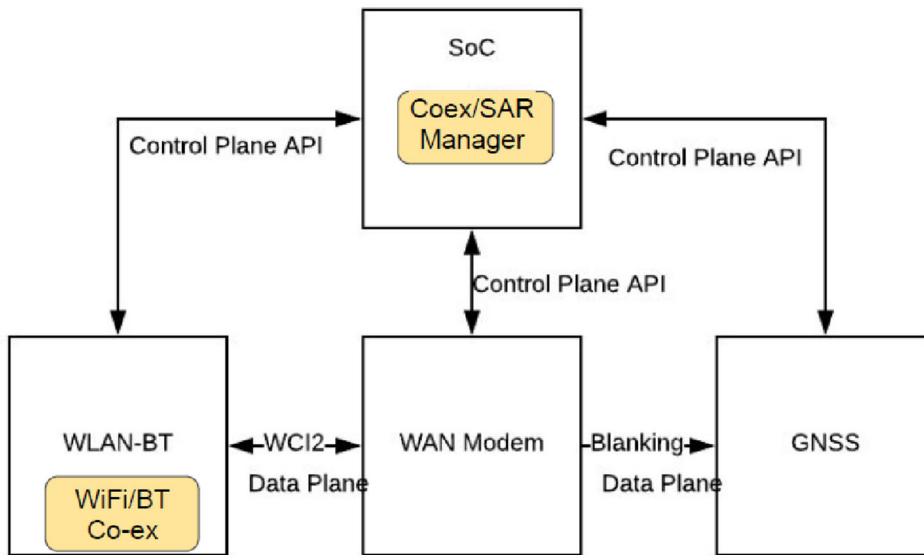 SoC
Coex/SAR
Manager
Control Plane API
Control Plane API
Control Plane API
WLAN-BT
WCI2
WAN Modem
Blanking
GNSS
Data Plane
Data Plane
WiFi/BT
Co-ex